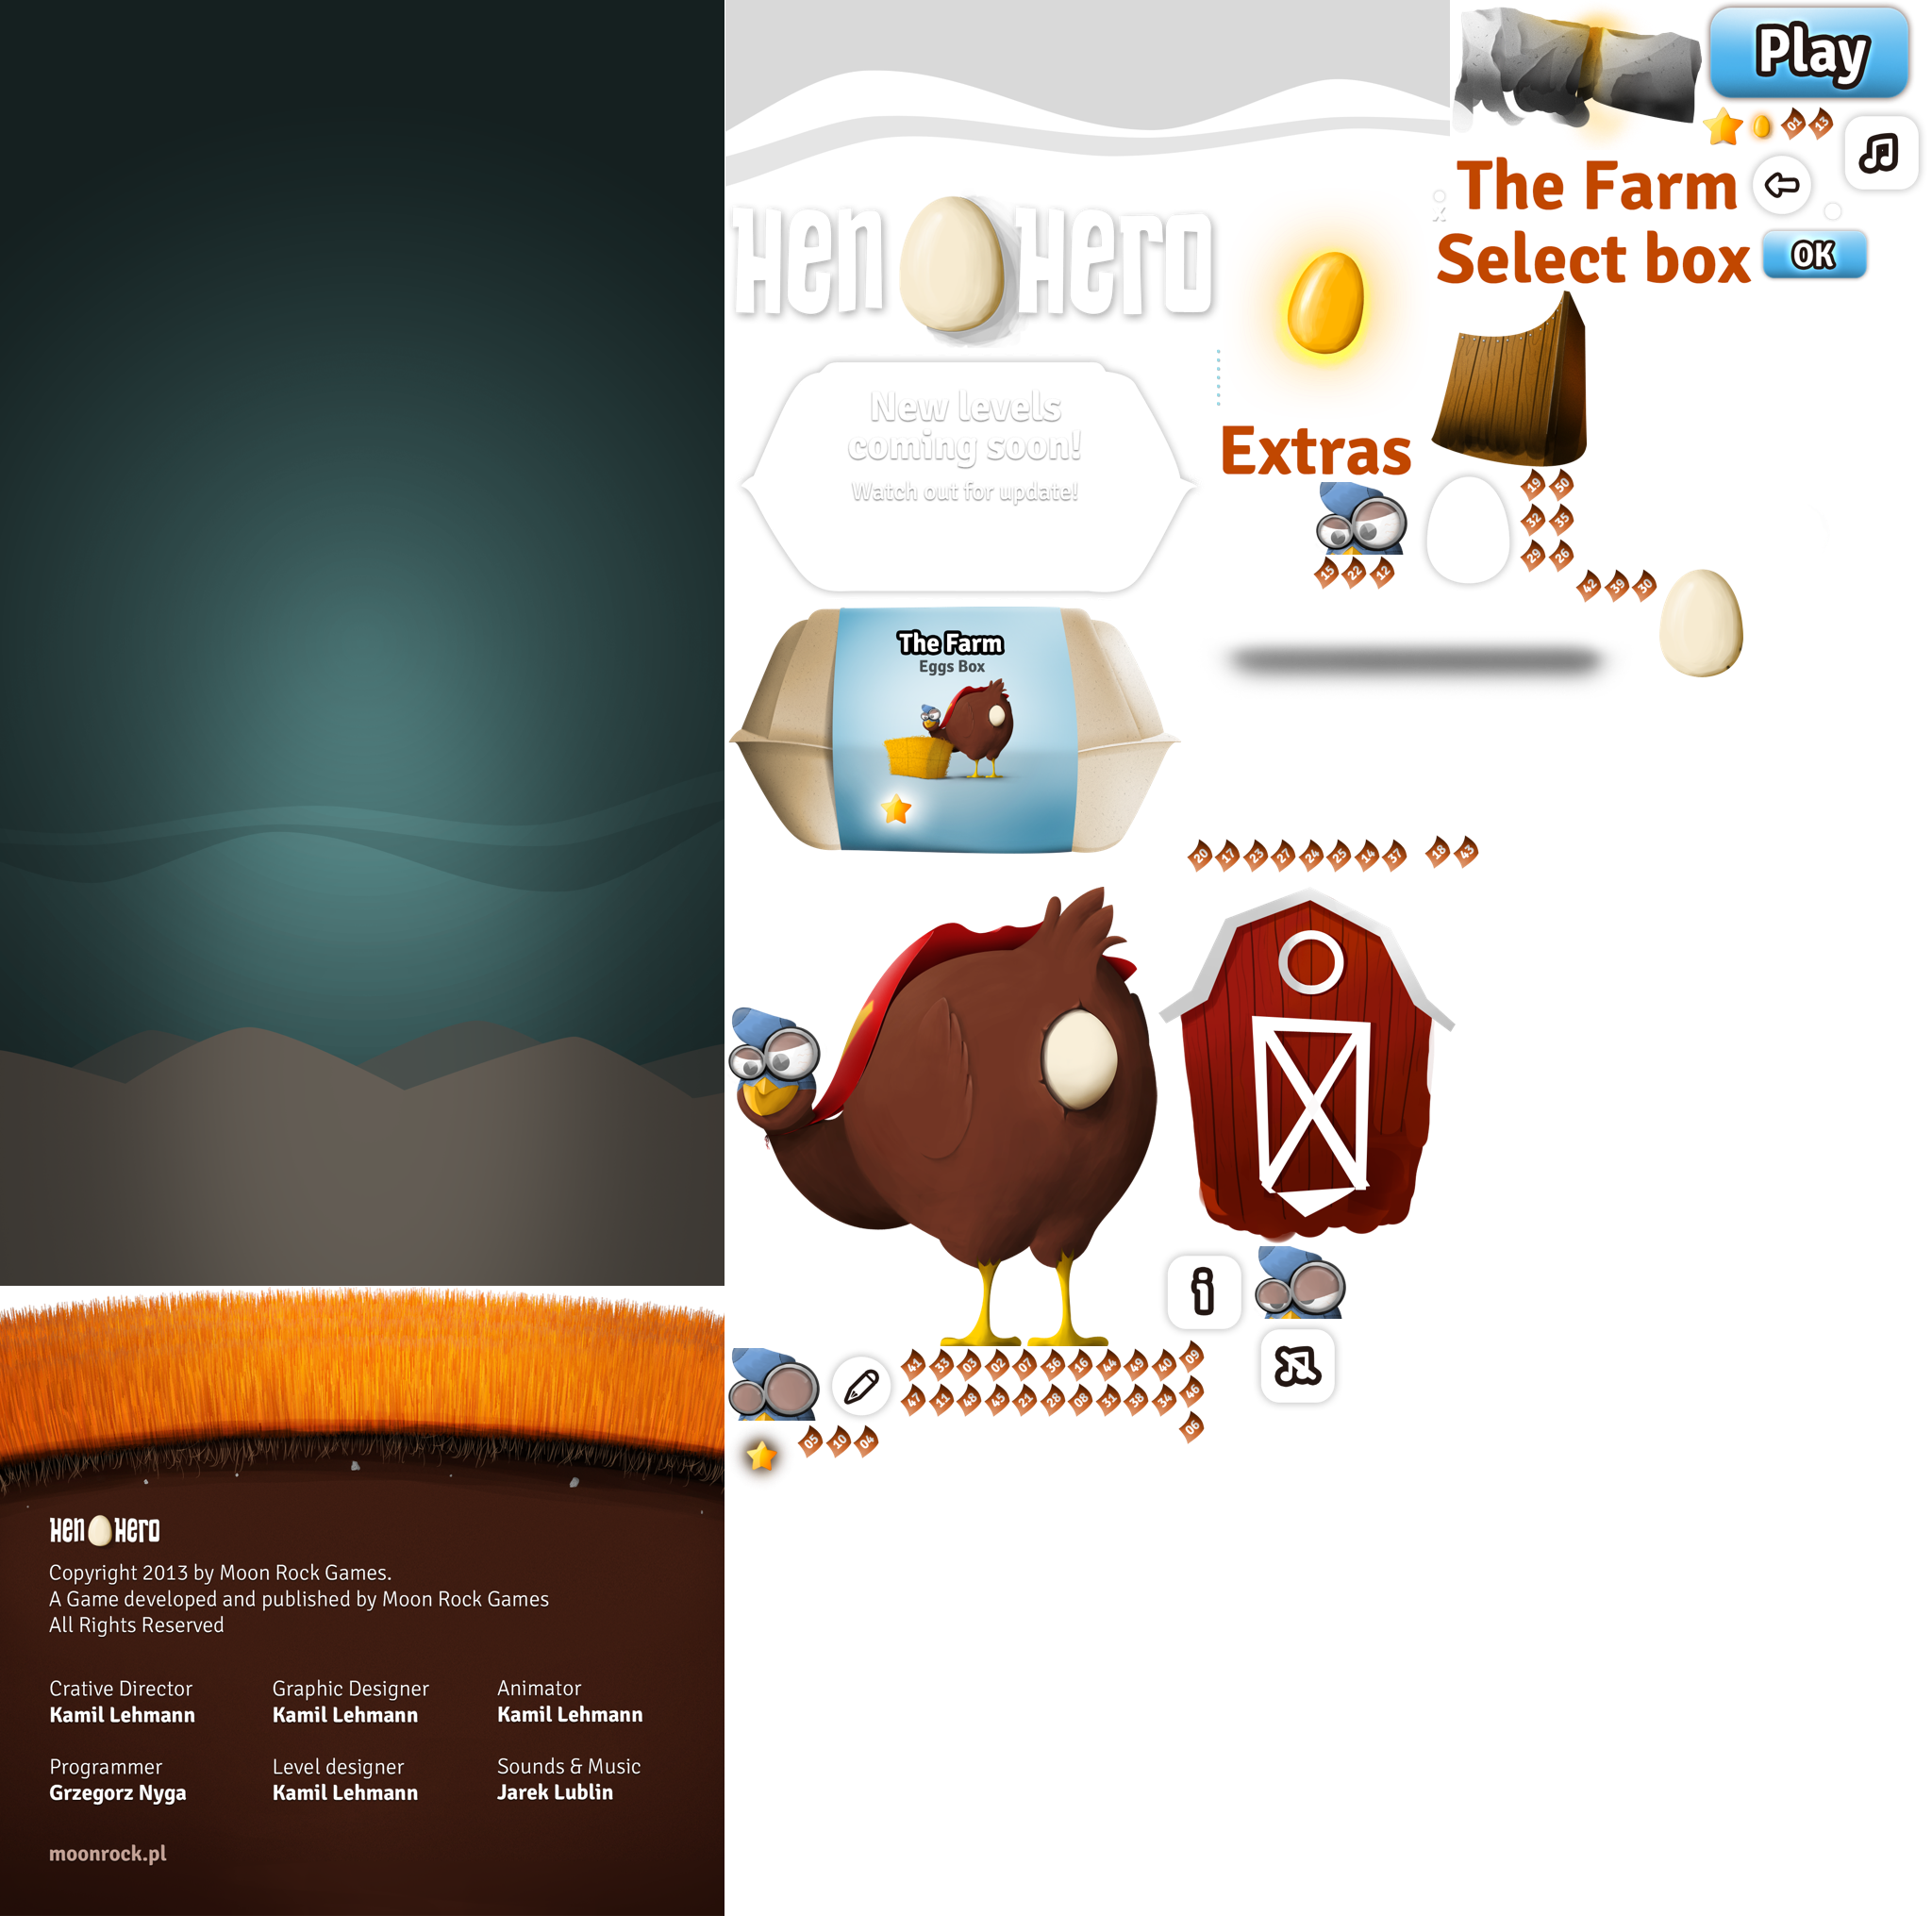 Play
01 13
The Farm
Select box
OK
Hen Hero
New levels
coming soon!
Watch out for update!
Extras
19 50
32 35
29 26
15 22 12
42 39 30
The Farm
Eggs Box
20 17 23 27 24 25 14 37 18 43
41 33 03 02 07 36 16 44 49 40 09
47 11 48 45 21 28 08 31 38 34 46
06
05 10 04
Hen Hero
Copyright 2013 by Moon Rock Games.
A Game developed and published by Moon Rock Games
All Rights Reserved
Crative Director
Kamil Lehmann
Graphic Designer
Kamil Lehmann
Animator
Kamil Lehmann
Programmer
Grzegorz Nyga
Level designer
Kamil Lehmann
Sounds & Music
Jarek Lublin
moonrock.pl